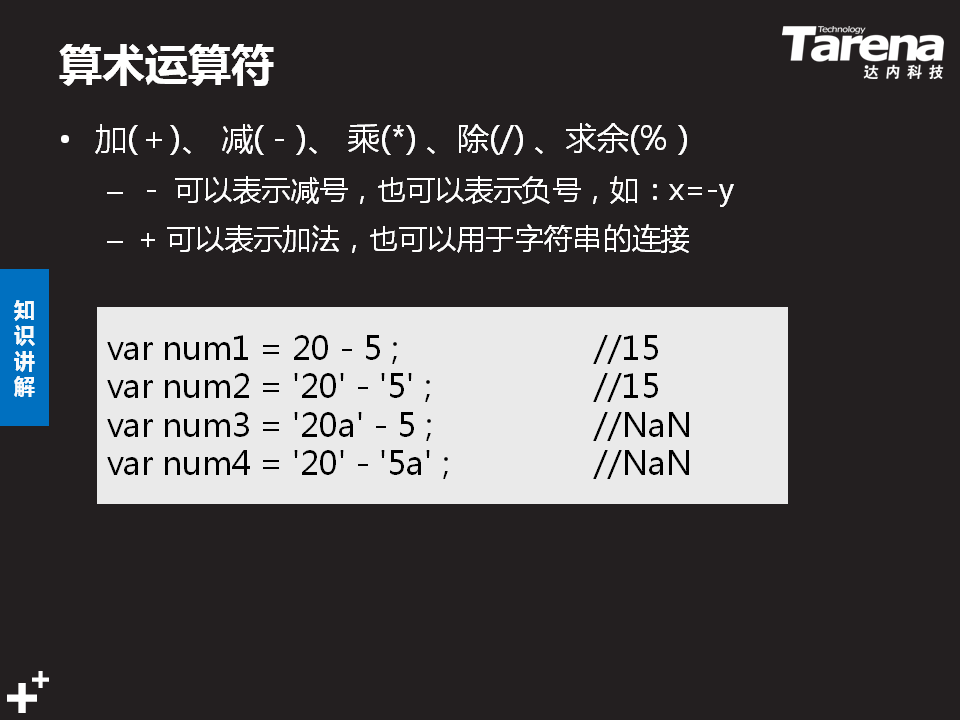 算术运算符
Technology
Tarena
达内科技
• 加(+)、 减( - )、 乘(*) 、除(/) 、求余(% )
– - 可以表示减号，也可以表示负号，如：x=-y
– + 可以表示加法，也可以用于字符串的连接
知识讲解
var num1 = 20 - 5 ; //15
var num2 = '20' - '5' ; //15
var num3 = '20a' - 5 ; //NaN
var num4 = '20' - '5a' ; //NaN